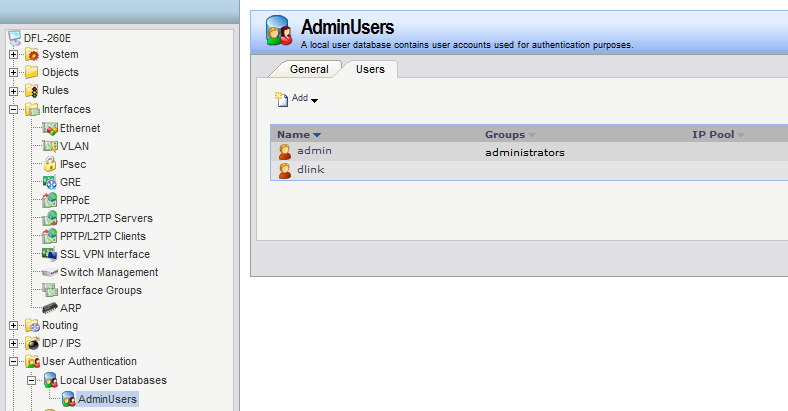 DFL-260E
System
Objects
Rules
Interfaces
Ethernet
VLAN
IPsec
GRE
PPPoE
PPTP/L2TP Servers
PPTP/L2TP Clients
SSL VPN Interface
Switch Management
Interface Groups
ARP
Routing
IDP / IPS
User Authentication
Local User Databases
AdminUsers
AdminUsers
A local user database contains user accounts used for authentication purposes.
General Users
Add
Name Groups IP Pool
admin administrators
dlink